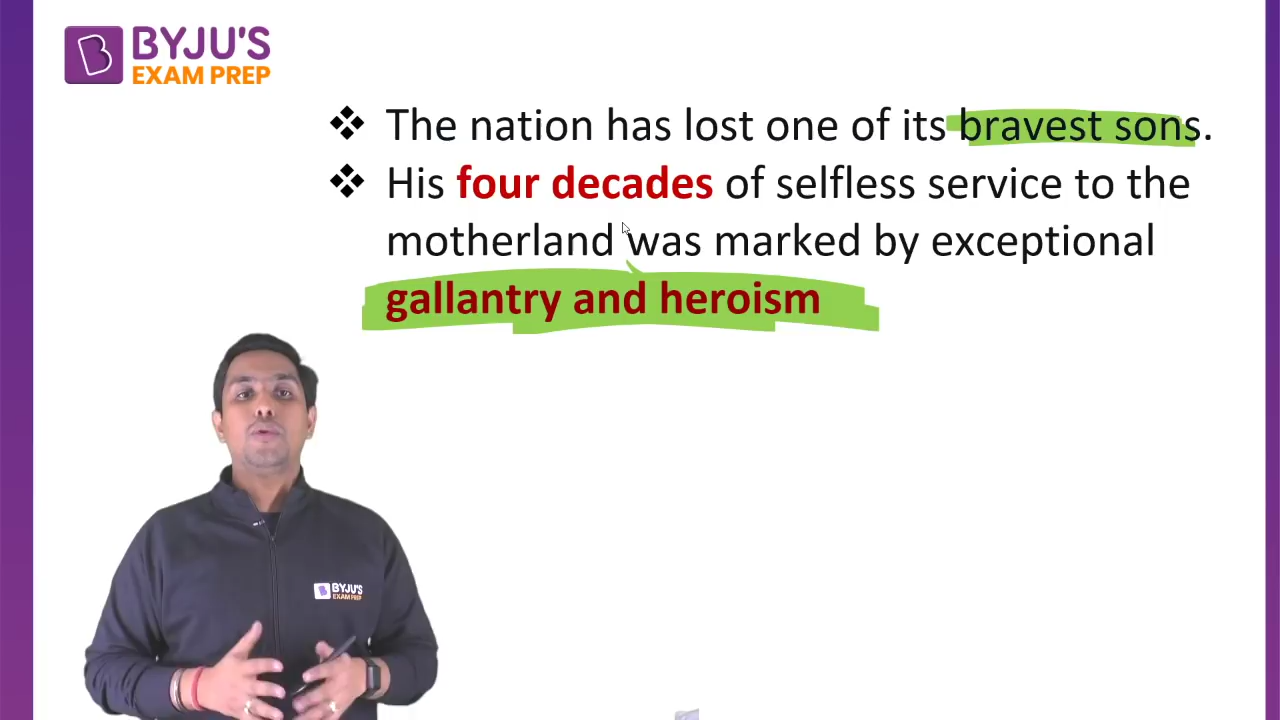 BYJU'S
EXAM PREP
❖ The nation has lost one of its bravest sons.
❖ His four decades of selfless service to the
motherland was marked by exceptional
gallantry and heroism
BYJU'S
EXAM PREP